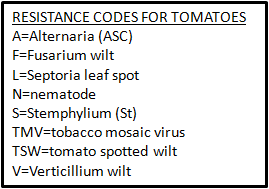 RESISTANCE CODES FOR TOMATOES
A=Alternaria (ASC)
F=Fusarium wilt
L=Septoria leaf spot
N=nematode
S=Stemphylium (St)
TMV=tobacco mosaic virus
TSW=tomato spotted wilt
V=Verticillium wilt